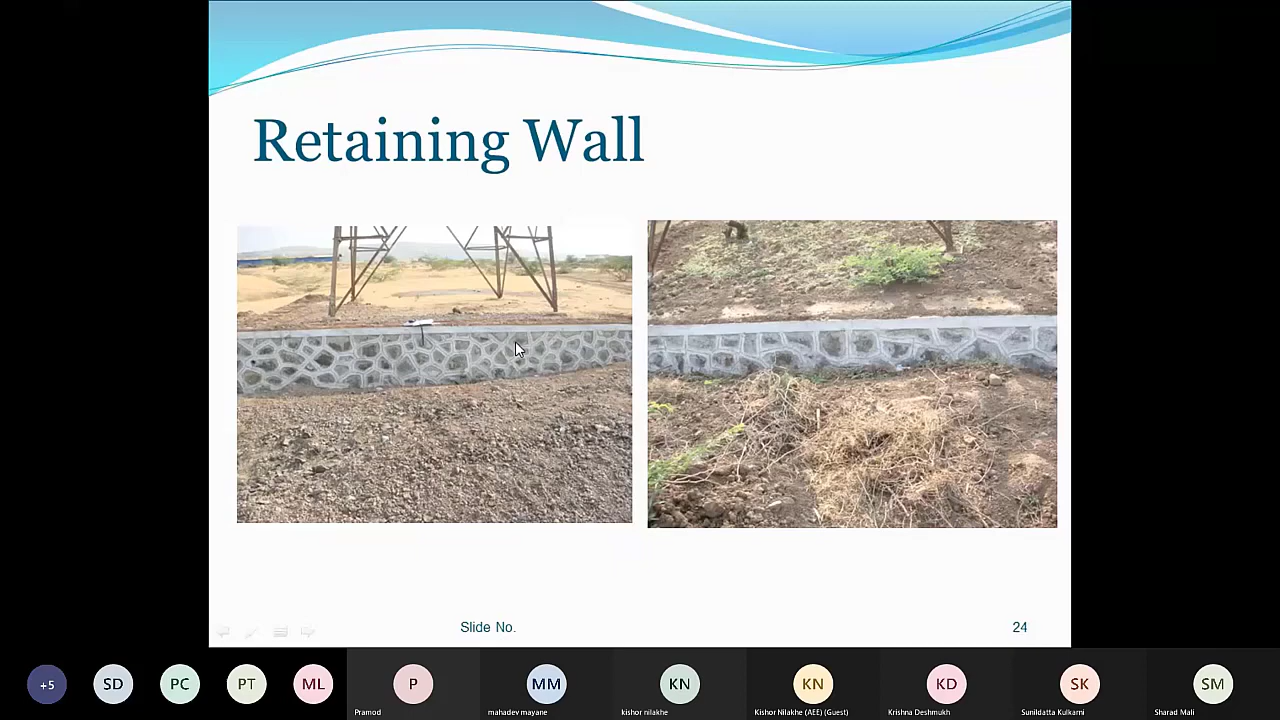 Retaining Wall
Slide No.
24
+5
SD
PC
PT
ML
P
MM
KN
KN
KD
SK
SM
Pramod
mahadev mayane
kishor nilakhe
Kishor Nilakhe (AEE) (Guest)
Krishna Deshmukh
Sunildatta Kulkarni
Sharad Mali